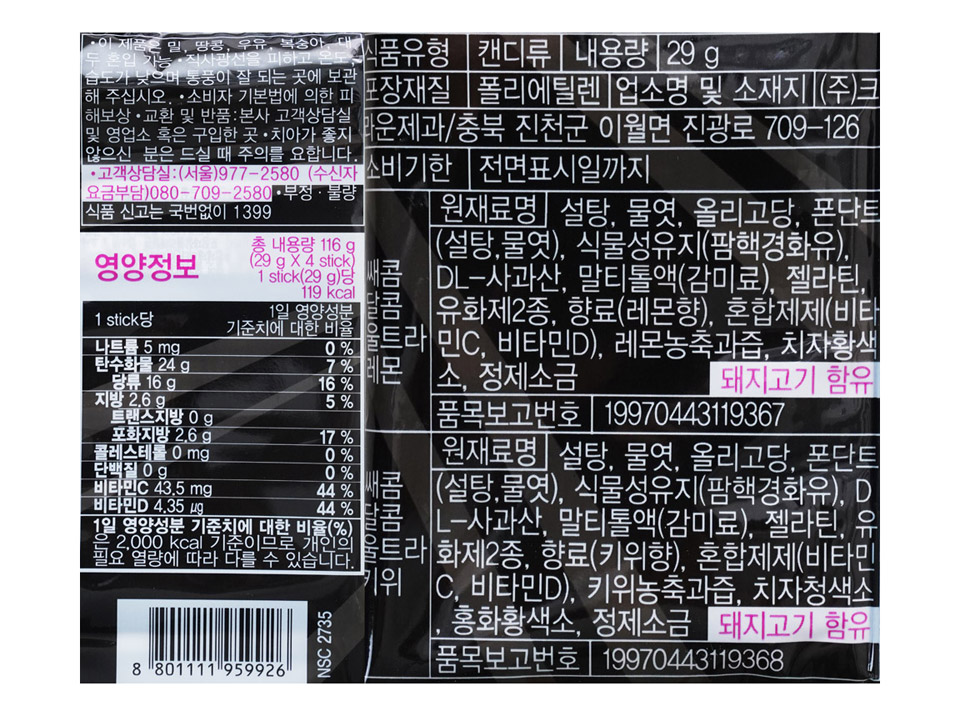 •이 제품은 밀, 땅콩, 우유, 복숭아, 대
두 혼입 가능 •직사광선을 피하고 온도,
습도가 낮으며 통풍이 잘 되는 곳에 보관
해 주십시오. •소비자 기본법에 의한 피
해보상 •교환 및 반품:본사 고객상담실
및 영업소 혹은 구입한 곳 •치아가 좋지
않으신 분은 드실 때 주의를 요합니다.
•고객상담실:(서울)977-2580 (수신자
요금부담)080-709-2580 •부정·불량
식품 신고는 국번없이 1399
영양정보
총 내용량 116 g
(29 g X 4 stick)
1 stick(29 g)당
119 kcal
1 stick당 1일 영양성분 기준치에 대한 비율
나트륨 5 mg 0 %
탄수화물 24 g 7 %
당류 16 g 16 %
지방 2.6 g 5 %
트랜스지방 0 g
포화지방 2.6 g 17 %
콜레스테롤 0 mg 0 %
단백질 0 g 0 %
비타민C 43.5 mg 44 %
비타민D 4.35 μg 44 %
1일 영양성분 기준치에 대한 비율(%)
은 2,000 kcal 기준이므로 개인의
필요 열량에 따라 다를 수 있습니다.
8 801111 959926
NSC 2735
식품유형 캔디류 내용량 29 g
포장재질 폴리에틸렌 업소명 및 소재지 (주)크
라운제과/충북 진천군 이월면 진광로 709-126
소비기한 전면표시일까지
쌔콤
달콤
울트라
레몬
원재료명 설탕, 물엿, 올리고당, 폰단트
(설탕,물엿), 식물성유지(팜핵경화유),
DL-사과산, 말티톨액(감미료), 젤라틴,
유화제2종, 향료(레몬향), 혼합제제(비타
민C, 비타민D), 레몬농축과즙, 치자황색
소, 정제소금 돼지고기 함유
품목보고번호 19970443119367
쌔콤
달콤
울트라
키위
원재료명 설탕, 물엿, 올리고당, 폰단트
(설탕,물엿), 식물성유지(팜핵경화유), D
L-사과산, 말티톨액(감미료), 젤라틴, 유
화제2종, 향료(키위향), 혼합제제(비타민
C, 비타민D), 키위농축과즙, 치자청색소
, 홍화황색소, 정제소금 돼지고기 함유
품목보고번호 19970443119368